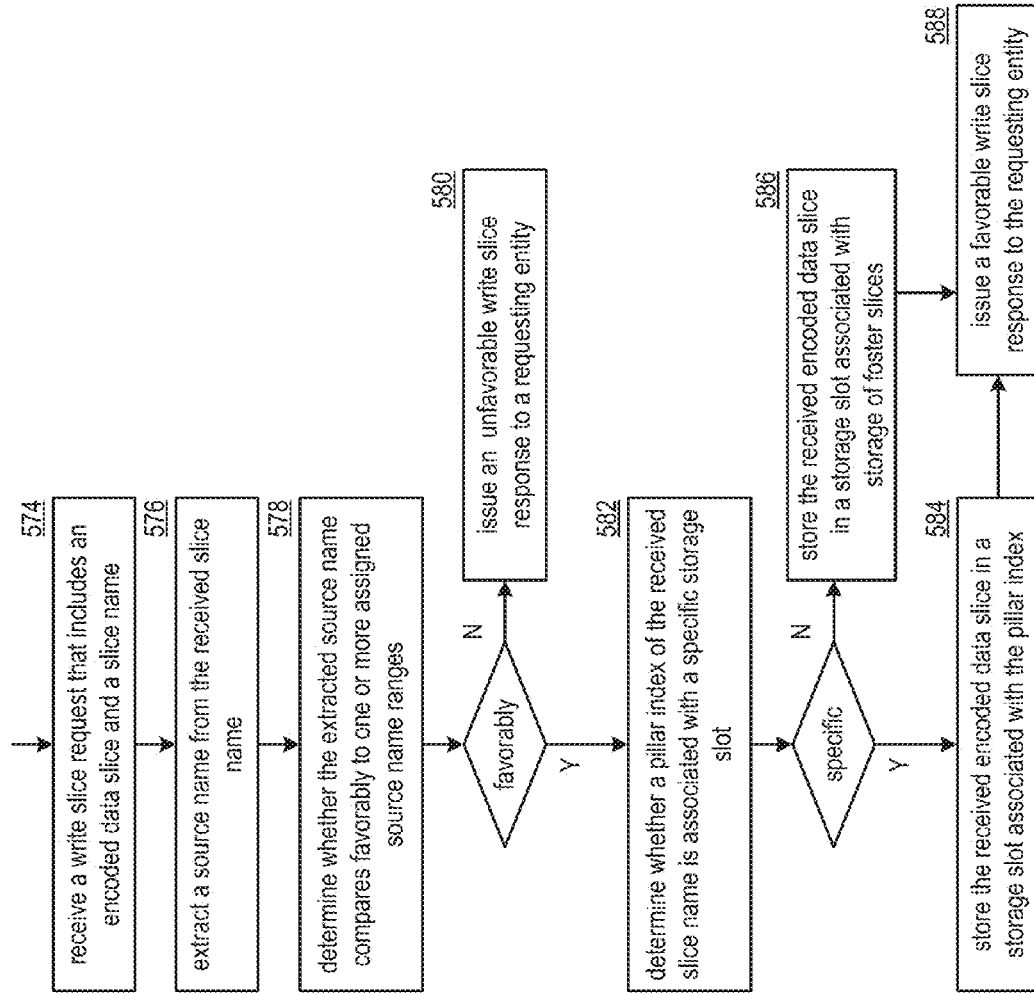 574
receive a write slice request that includes an
encoded data slice and a slice name
576
extract a source name from the received slice
name
578
determine whether the extracted source name
compares favorably to one or more assigned
source name ranges
favorably
N
Y
580
issue an unfavorable write slice
response to a requesting entity
582
determine whether a pillar index of the received
slice name is associated with a specific storage
slot
specific
N
Y
586
store the received encoded data slice
in a storage slot associated with
storage of foster slices
584
store the received encoded data slice in a
storage slot associated with the pillar index
588
issue a favorable write slice
response to the requesting entity